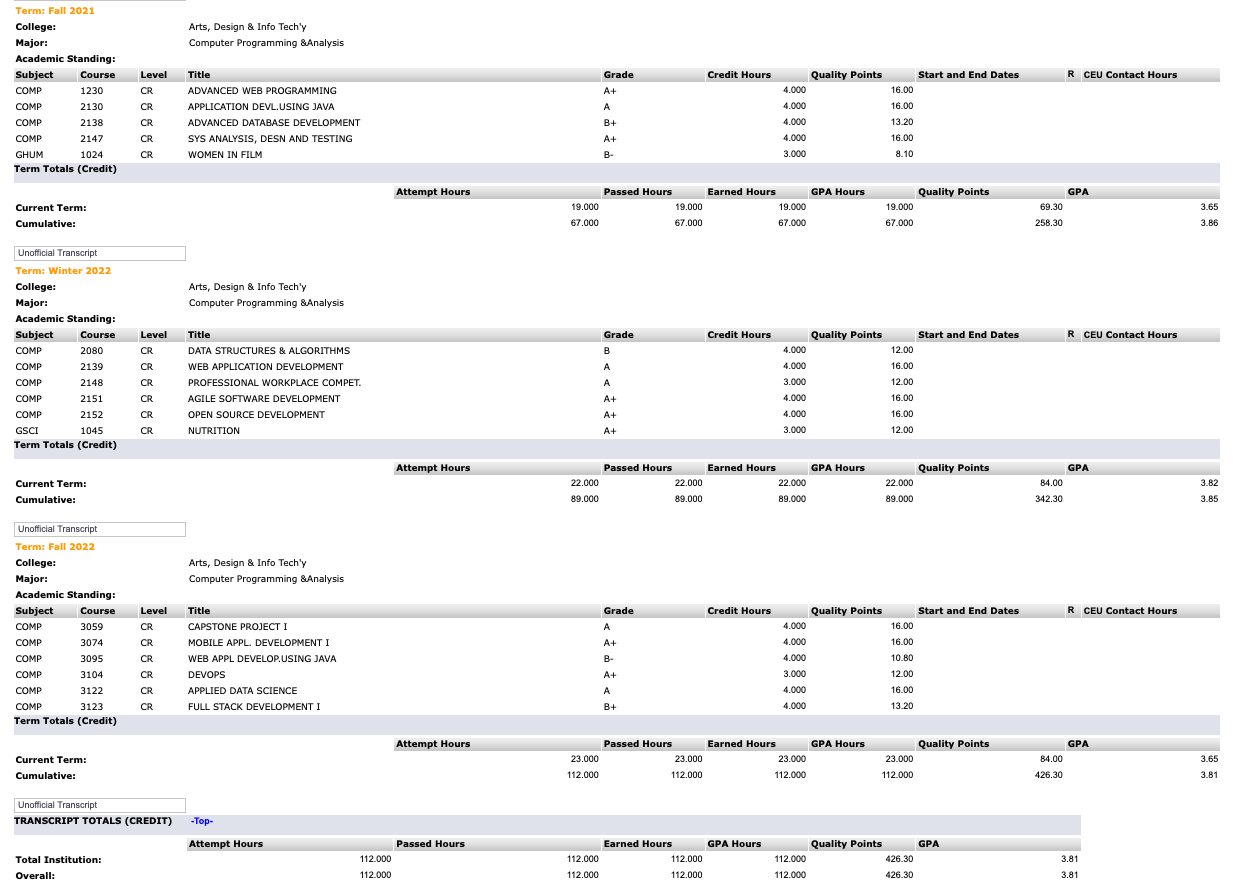 Term: Fall 2021
College: Arts, Design & Info Tech'y
Major: Computer Programming &Analysis
Academic Standing:
Subject Course Level Title Grade Credit Hours Quality Points Start and End Dates R CEU Contact Hours
COMP 1230 CR ADVANCED WEB PROGRAMMING A+ 4.000 16.00
COMP 2130 CR APPLICATION DEVL.USING JAVA A 4.000 16.00
COMP 2138 CR ADVANCED DATABASE DEVELOPMENT B+ 4.000 13.20
COMP 2147 CR SYS ANALYSIS, DESN AND TESTING A+ 4.000 16.00
GHUM 1024 CR WOMEN IN FILM B- 3.000 8.10
Term Totals (Credit)
Attempt Hours Passed Hours Earned Hours GPA Hours Quality Points GPA
Current Term: 19.000 19.000 19.000 19.000 69.30 3.65
Cumulative: 67.000 67.000 67.000 67.000 258.30 3.86
Unofficial Transcript
Term: Winter 2022
College: Arts, Design & Info Tech'y
Major: Computer Programming &Analysis
Academic Standing:
Subject Course Level Title Grade Credit Hours Quality Points Start and End Dates R CEU Contact Hours
COMP 2080 CR DATA STRUCTURES & ALGORITHMS B 4.000 12.00
COMP 2139 CR WEB APPLICATION DEVELOPMENT A 4.000 16.00
COMP 2148 CR PROFESSIONAL WORKPLACE COMPET. A 3.000 12.00
COMP 2151 CR AGILE SOFTWARE DEVELOPMENT A+ 4.000 16.00
COMP 2152 CR OPEN SOURCE DEVELOPMENT A+ 4.000 16.00
GSCI 1045 CR NUTRITION A+ 3.000 12.00
Term Totals (Credit)
Attempt Hours Passed Hours Earned Hours GPA Hours Quality Points GPA
Current Term: 22.000 22.000 22.000 22.000 84.00 3.82
Cumulative: 89.000 89.000 89.000 89.000 342.30 3.85
Unofficial Transcript
Term: Fall 2022
College: Arts, Design & Info Tech'y
Major: Computer Programming &Analysis
Academic Standing:
Subject Course Level Title Grade Credit Hours Quality Points Start and End Dates R CEU Contact Hours
COMP 3059 CR CAPSTONE PROJECT I A 4.000 16.00
COMP 3074 CR MOBILE APPL. DEVELOPMENT I A+ 4.000 16.00
COMP 3095 CR WEB APPL DEVELOP.USING JAVA B- 4.000 10.80
COMP 3104 CR DEVOPS A+ 3.000 12.00
COMP 3122 CR APPLIED DATA SCIENCE A 4.000 16.00
COMP 3123 CR FULL STACK DEVELOPMENT I B+ 4.000 13.20
Term Totals (Credit)
Attempt Hours Passed Hours Earned Hours GPA Hours Quality Points GPA
Current Term: 23.000 23.000 23.000 23.000 84.00 3.65
Cumulative: 112.000 112.000 112.000 112.000 426.30 3.81
Unofficial Transcript
TRANSCRIPT TOTALS (CREDIT) -Top-
Attempt Hours Passed Hours Earned Hours GPA Hours Quality Points GPA
Total Institution: 112.000 112.000 112.000 112.000 426.30 3.81
Overall: 112.000 112.000 112.000 112.000 426.30 3.81